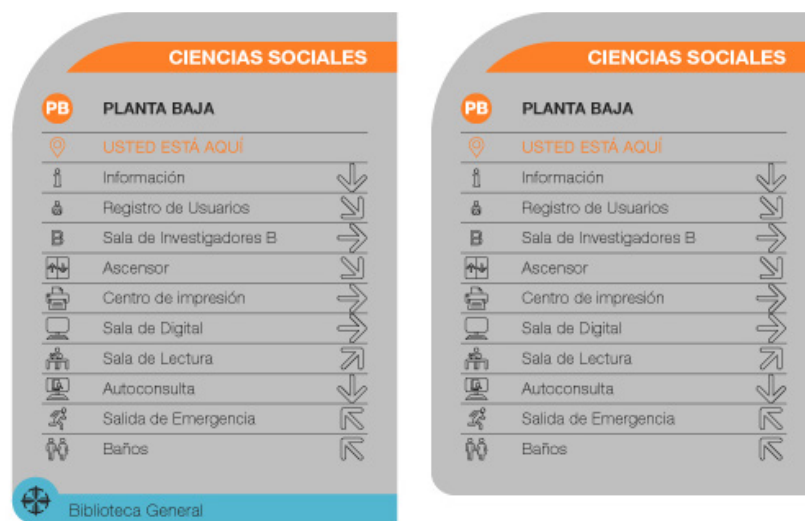 CIENCIAS SOCIALES
PB PLANTA BAJA
USTED ESTÁ AQUÍ
Información
Registro de Usuarios
B Sala de Investigadores B
Ascensor
Centro de impresión
Sala de Digital
Sala de Lectura
Autoconsulta
Salida de Emergencia
Baños
Biblioteca General
CIENCIAS SOCIALES
PB PLANTA BAJA
USTED ESTÁ AQUÍ
Información
Registro de Usuarios
B Sala de Investigadores B
Ascensor
Centro de impresión
Sala de Digital
Sala de Lectura
Autoconsulta
Salida de Emergencia
Baños